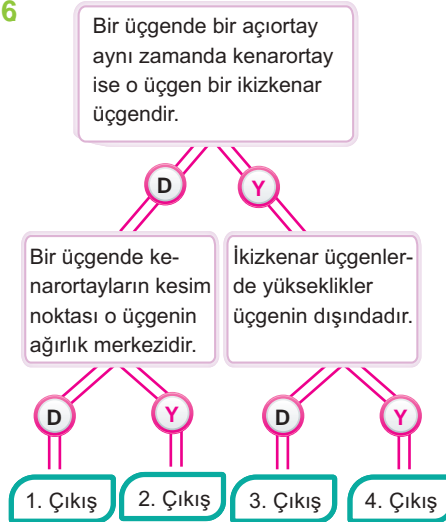 6
Bir üçgende bir açıortay
aynı zamanda kenarortay
ise o üçgen bir ikizkenar
üçgendir.
D
Y
Bir üçgende ke-
narortayların kesim
noktası o üçgenin
ağırlık merkezidir.
İkizkenar üçgenler-
de yükseklikler
üçgenin dışındadır.
D
Y
D
Y
1. Çıkış
2. Çıkış
3. Çıkış
4. Çıkış